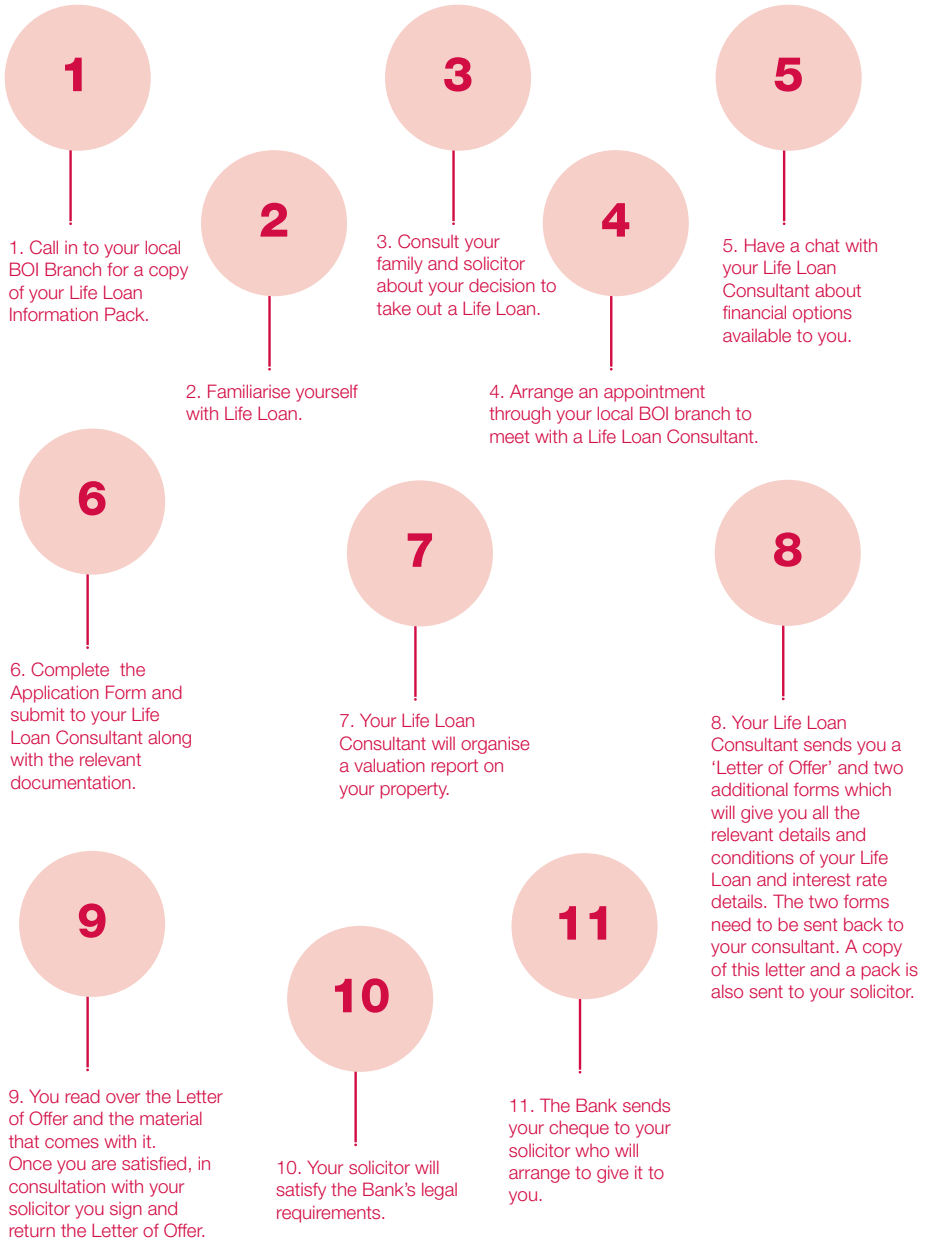 1
1. Call in to your local
BOI Branch for a copy
of your Life Loan
Information Pack.
2
2. Familiarise yourself
with Life Loan.
3
3. Consult your
family and solicitor
about your decision to
take out a Life Loan.
4
4. Arrange an appointment
through your local BOI branch to
meet with a Life Loan Consultant.
5
5. Have a chat with
your Life Loan
Consultant about
financial options
available to you.
6
6. Complete  the
Application Form and
submit to your Life
Loan Consultant along
with the relevant
documentation.
7
7. Your Life Loan
Consultant will organise
a valuation report on
your property.
8
8. Your Life Loan
Consultant sends you a
‘Letter of Offer’ and two
additional forms which
will give you all the
relevant details and
conditions of your Life
Loan and interest rate
details. The two forms
need to be sent back to
your consultant. A copy
of this letter and a pack is
also sent to your solicitor.
9
9. You read over the Letter
of Offer and the material
that comes with it.
Once you are satisfied, in
consultation with your
solicitor you sign and
return the Letter of Offer.
10
10. Your solicitor will
satisfy the Bank’s legal
requirements.
11
11. The Bank sends
your cheque to your
solicitor who will
arrange to give it to
you.